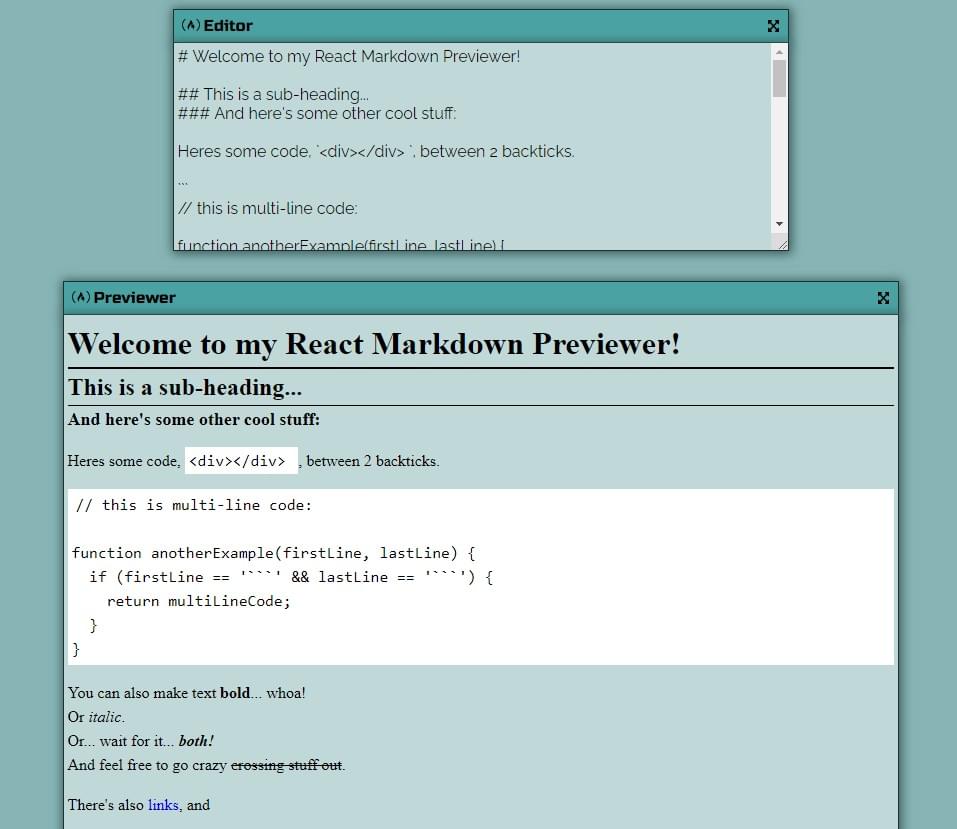 Editor
# Welcome to my React Markdown Previewer!
## This is a sub-heading...
### And here's some other cool stuff:
Heres some code, `<div></div> `, between 2 backticks.
```
// this is multi-line code:
function anotherExample(firstLine, lastLine) {
Previewer
Welcome to my React Markdown Previewer!
This is a sub-heading...
And here's some other cool stuff:
Heres some code, <div></div> , between 2 backticks.
// this is multi-line code:
function anotherExample(firstLine, lastLine) {
  if (firstLine == '```' && lastLine == '```') {
    return multiLineCode;
  }
}
You can also make text bold... whoa!
Or italic.
Or... wait for it... both!
And feel free to go crazy crossing stuff out.
There's also links, and